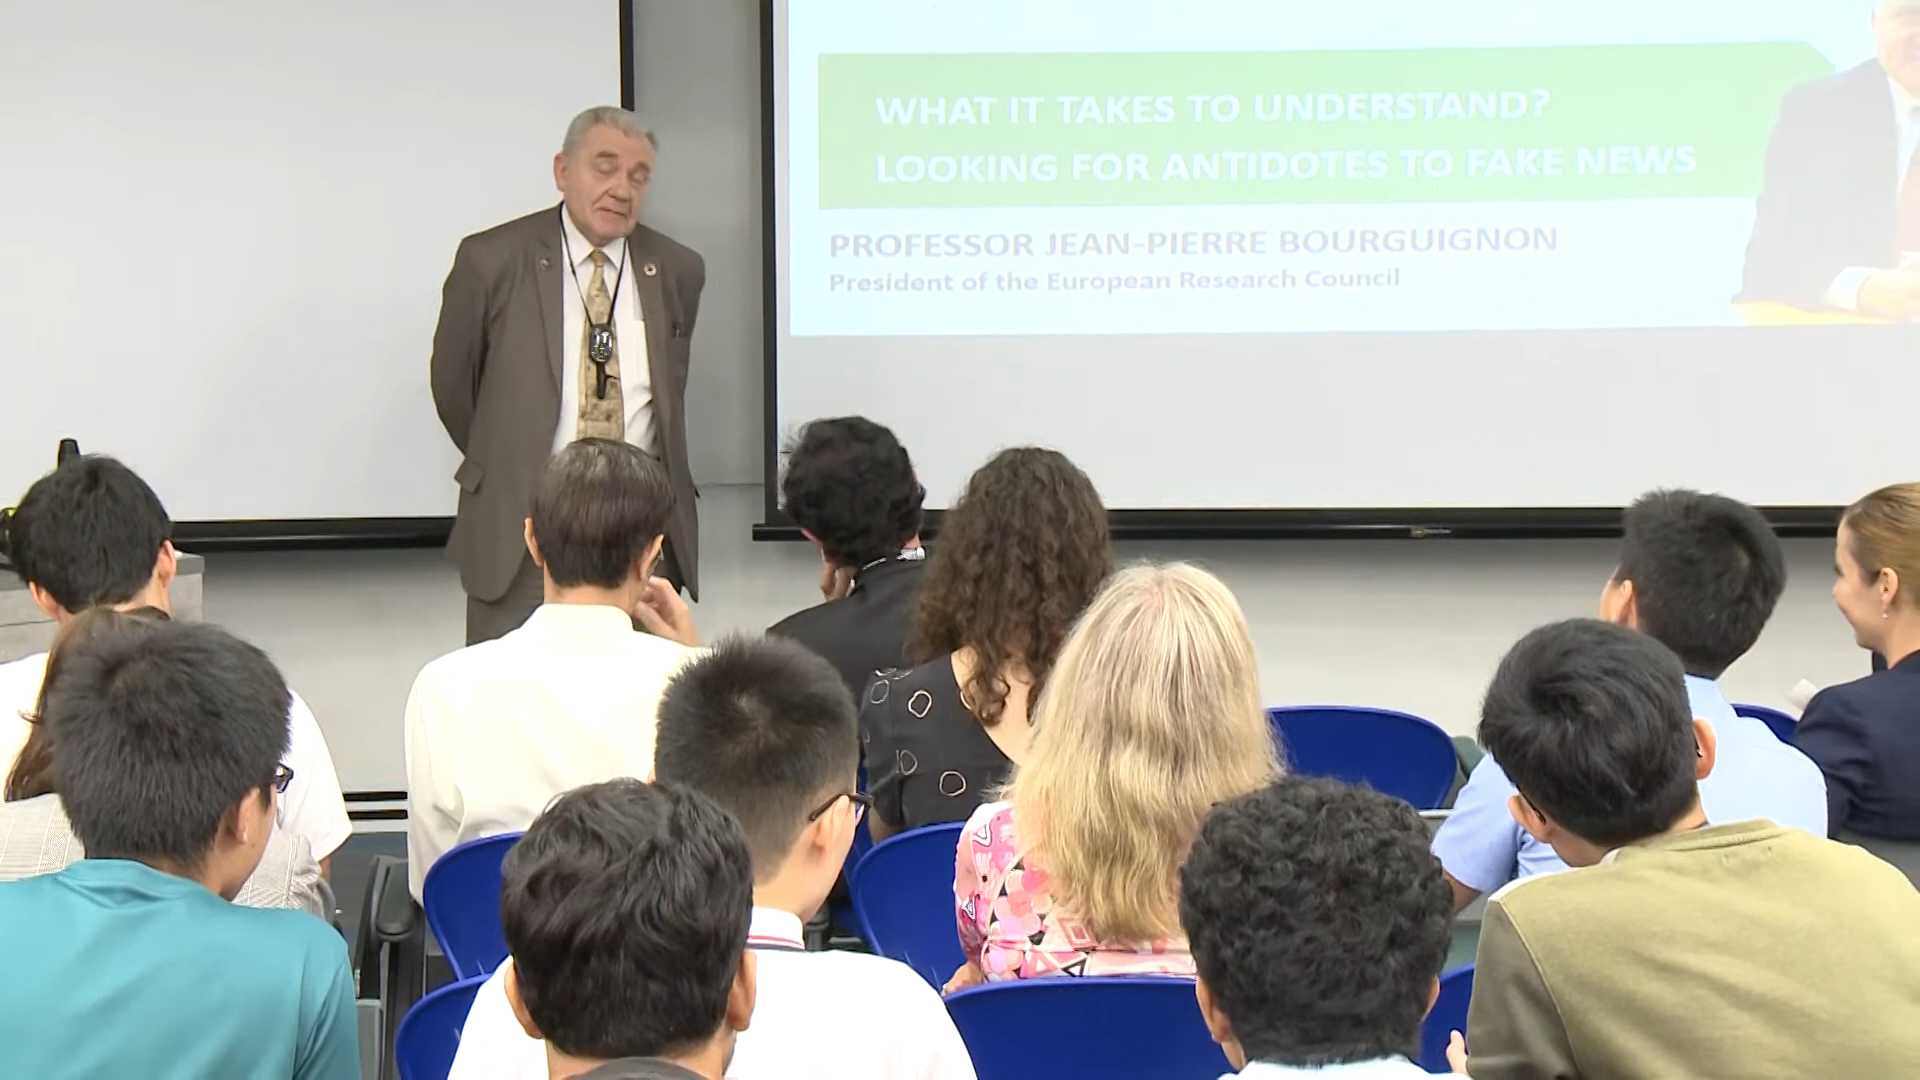 WHAT IT TAKES TO UNDERSTAND?
LOOKING FOR ANTIDOTES TO FAKE NEWS
PROFESSOR JEAN-PIERRE BOURGUIGNON
President of the European Research Council